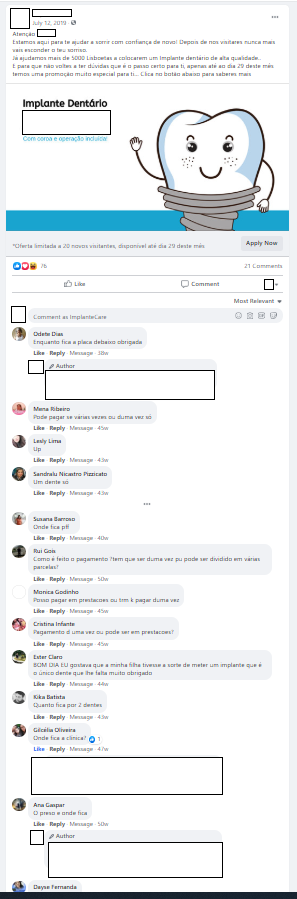 July 12, 2019
Atenção
Estamos aqui para te ajudar a sorrir com confiança de novo! Depois de nos visitares nunca mais
vais esconder o teu sorriso.
Já ajudamos mais de 5000 Lisboetas a colocarem um Implante dentário de alta qualidade..
E para que não voltes a ter dúvidas que é o passo certo para ti, apenas até ao dia 29 deste mês
temos uma promoção muito especial para ti... Clica no botão abaixo para saberes mais
Implante Dentário
Com coroa e operação incluída!
*Oferta limitada a 20 novos visitantes, disponível até dia 29 deste mês.
Apply Now
76
21 Comments
Like
Comment
Most Relevant
Comment as ImplanteCare
Odete Dias
Enquanto fica a placa debaixo obrigada
Like Reply Message · 38w
Author
Mena Ribeiro
Pode pagar se várias vezes ou duma vez só
Like Reply Message · 45w
Lesly Lima
Up
Like Reply Message · 43w
Sandralu Nicastro Pizzicato
Um dente só
Like Reply Message · 43w
...
Susana Barroso
Onde fica pff
Like Reply Message · 40w
Rui Gois
Como é feito o pagamento ?tem que ser duma vez pu pode ser dividido em várias
parcelas?
Like Reply Message · 50w
Monica Godinho
Posso pagar em prestacoes ou trm k pagar duma vez
Like Reply Message · 45w
Cristina Infante
Pagamento d uma vez ou pode ser em prestacoes?
Like Reply Message · 45w
Ester Claro
BOM DIA EU gostava que a minha filha tivesse a sorte de meter um implante que é
o único dente que lhe falta muito obrigado
Like Reply Message · 44w
Kika Batista
Quanto fica por 2 dentes
Like Reply Message · 43w
Gilcélia Oliveira
Onde fica a clínica?
1
Like Reply Message · 47w
Ana Gaspar
O preso e onde fica
Like Reply Message · 50w
Author
Dayse Fernanda